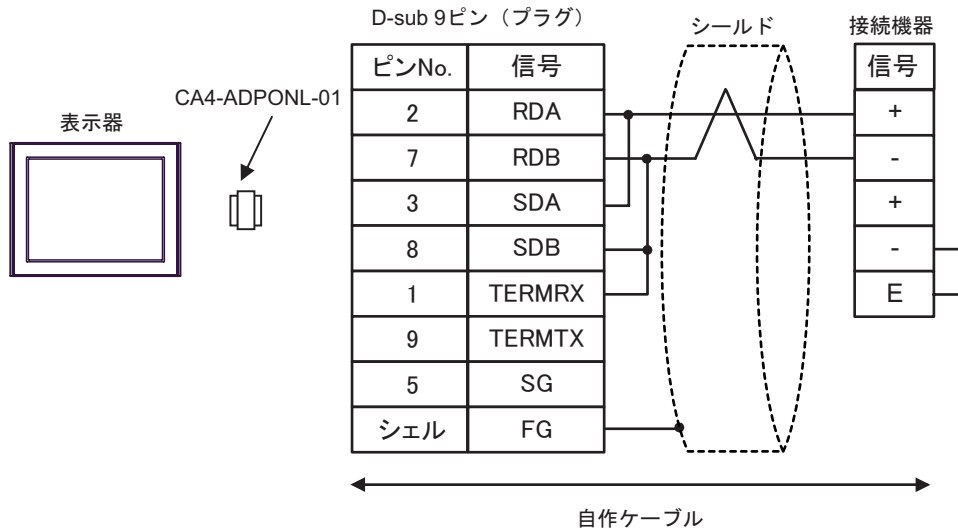 D-sub 9ピン（プラグ）
シールド
接続機器
ピンNo. 信号 信号
CA4-ADPONL-01
表示器
2 RDA +
7 RDB -
3 SDA +
8 SDB -
1 TERMRX E
9 TERMTX
5 SG
シェル FG
自作ケーブル